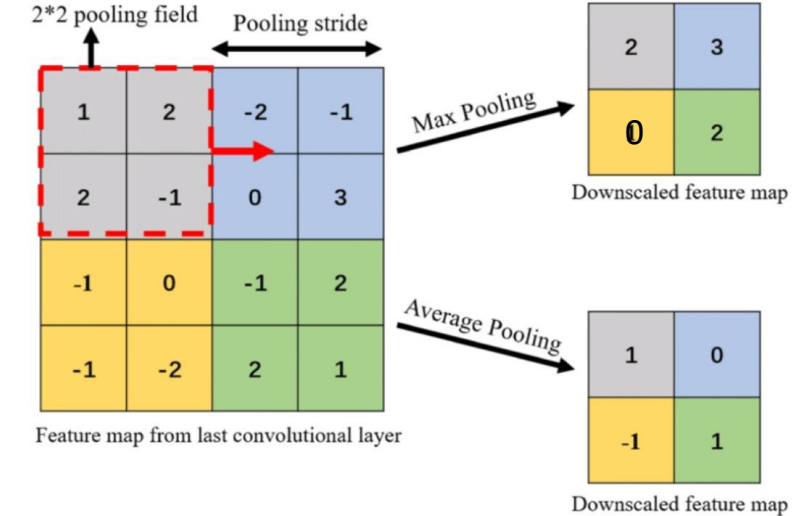 2*2 pooling field
Pooling stride
1 2 -2 -1
2 -1 0 3
-1 0 -1 2
-1 -2 2 1
Feature map from last convolutional layer
Max Pooling
2 3
0 2
Downscaled feature map
Average Pooling
1 0
-1 1
Downscaled feature map